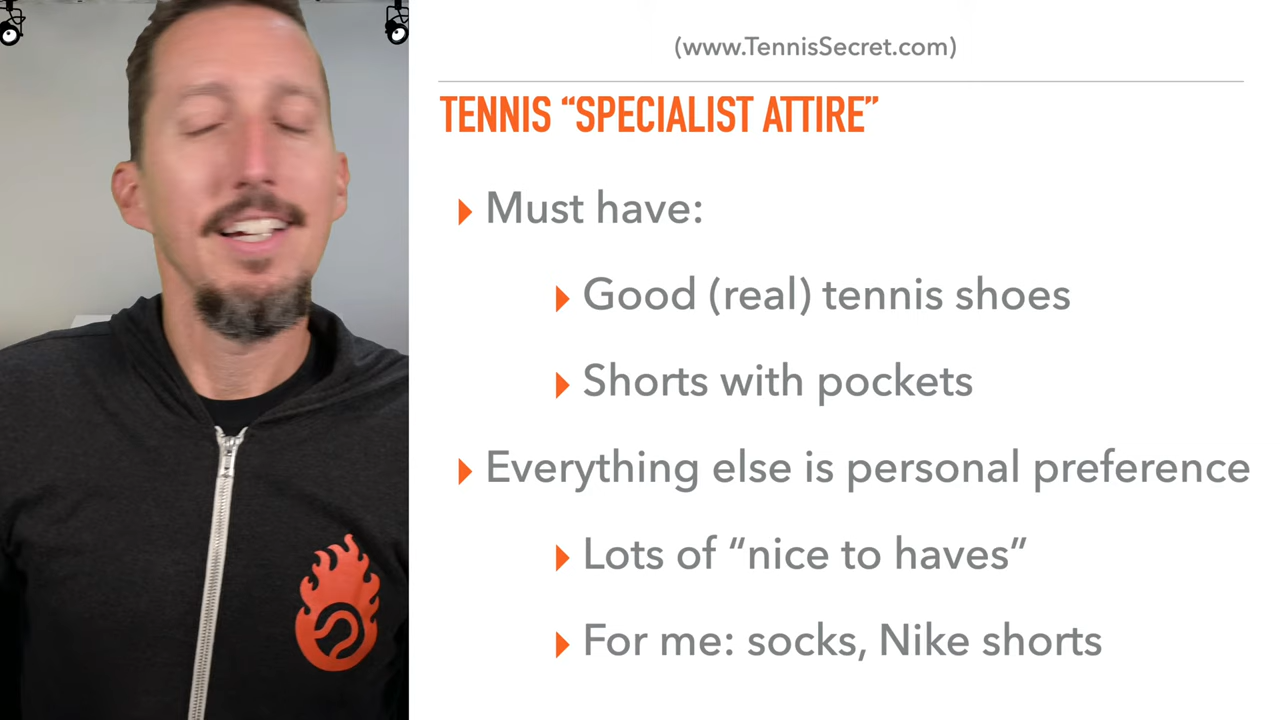 (www.TennisSecret.com)
TENNIS “SPECIALIST ATTIRE”
Must have:
Good (real) tennis shoes
Shorts with pockets
Everything else is personal preference
Lots of “nice to haves”
For me: socks, Nike shorts